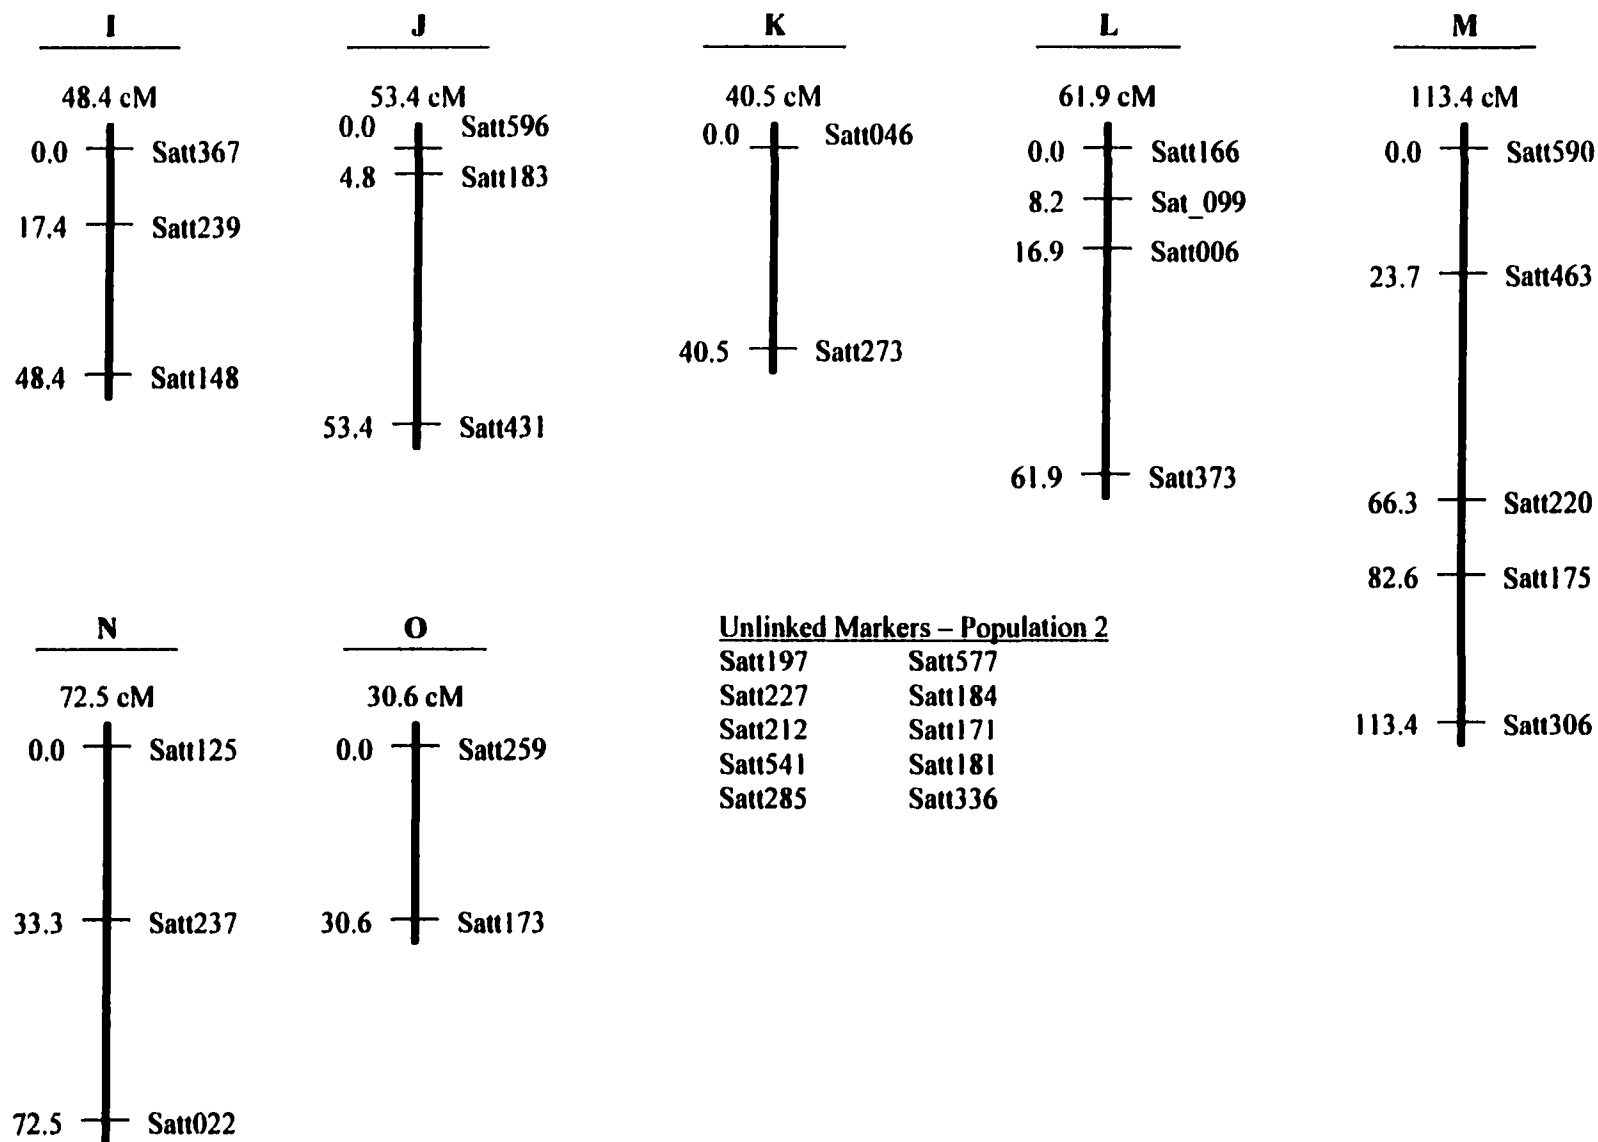 I
48.4 cM
0.0 Satt367
17.4 Satt239
48.4 Satt148
J
53.4 cM
0.0 Satt596
4.8 Satt183
53.4 Satt431
K
40.5 cM
0.0 Satt046
40.5 Satt273
L
61.9 cM
0.0 Satt166
8.2 Sat_099
16.9 Satt006
61.9 Satt373
M
113.4 cM
0.0 Satt590
23.7 Satt463
66.3 Satt220
82.6 Satt175
113.4 Satt306
N
72.5 cM
0.0 Satt125
33.3 Satt237
72.5 Satt022
O
30.6 cM
0.0 Satt259
30.6 Satt173
Unlinked Markers – Population 2
Satt197 Satt577
Satt227 Satt184
Satt212 Satt171
Satt541 Satt181
Satt285 Satt336